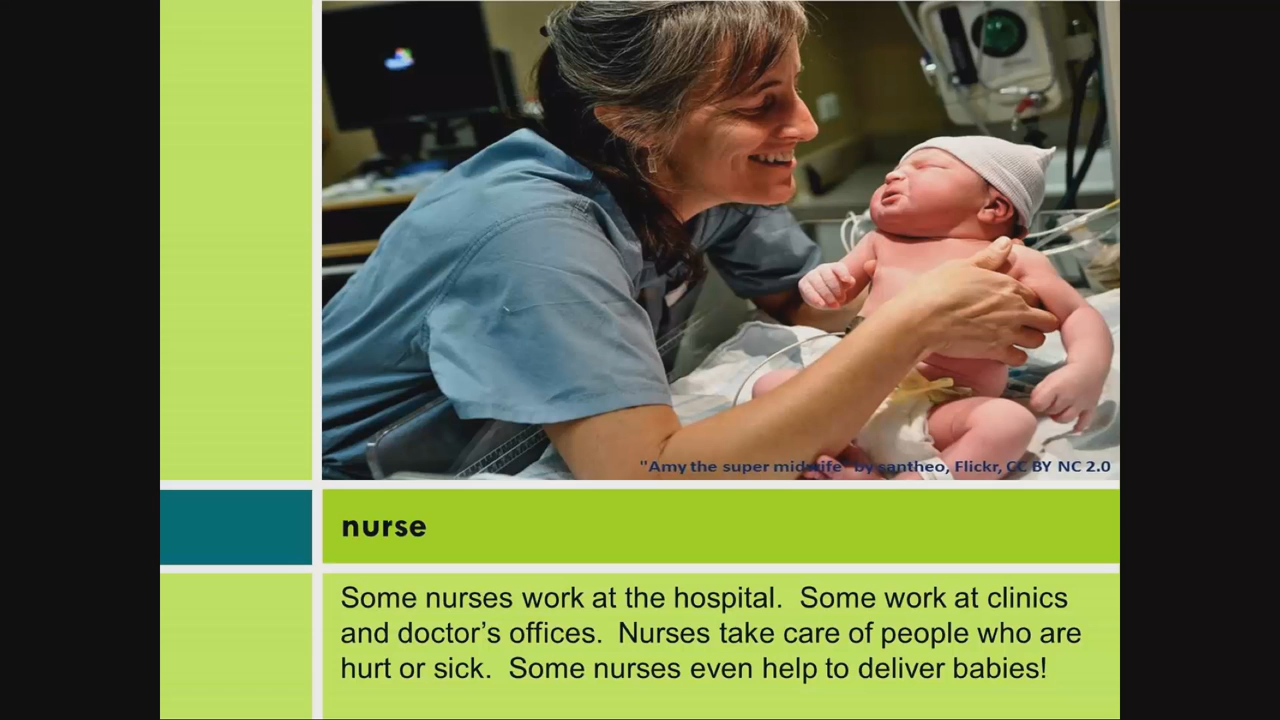 "Amy the super midwife" by santheo, Flickr, CC BY NC 2.0
nurse
Some nurses work at the hospital.  Some work at clinics
and doctor’s offices.  Nurses take care of people who are
hurt or sick.  Some nurses even help to deliver babies!